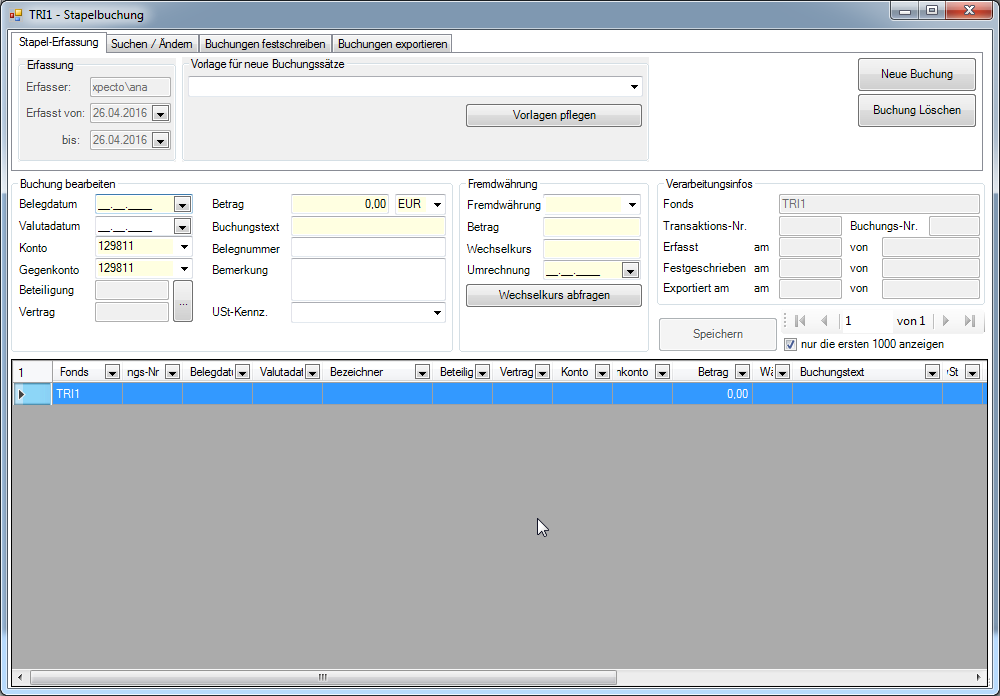 TRI1 - Stapelbuchung
Stapel-Erfassung Suchen / Ändern Buchungen festschreiben Buchungen exportieren
Erfassung
Erfasser: xpecto\ana
Erfasst von: 26.04.2016
bis: 26.04.2016
Vorlage für neue Buchungssätze
Vorlagen pflegen
Neue Buchung
Buchung Löschen
Buchung bearbeiten
Belegdatum __.__.____
Valutadatum __.__.____
Konto 129811
Gegenkonto 129811
Beteiligung
Vertrag
...
Betrag 0,00 EUR
Buchungstext
Belegnummer
Bemerkung
USt-Kennz.
Fremdwährung
Fremdwährung
Betrag
Wechselkurs
Umrechnung __.__.____
Wechselkurs abfragen
Verarbeitungsinfos
Fonds TRI1
Transaktions-Nr. Buchungs-Nr.
Erfasst am von
Festgeschrieben am von
Exportiert am am von
Speichern
1 von 1
nur die ersten 1000 anzeigen
1 Fonds ngs-Nr Belegdatu Valutadat Bezeichner Beteilig Vertrag Konto nkonto Betrag Wä Buchungstext St
TRI1 0,00